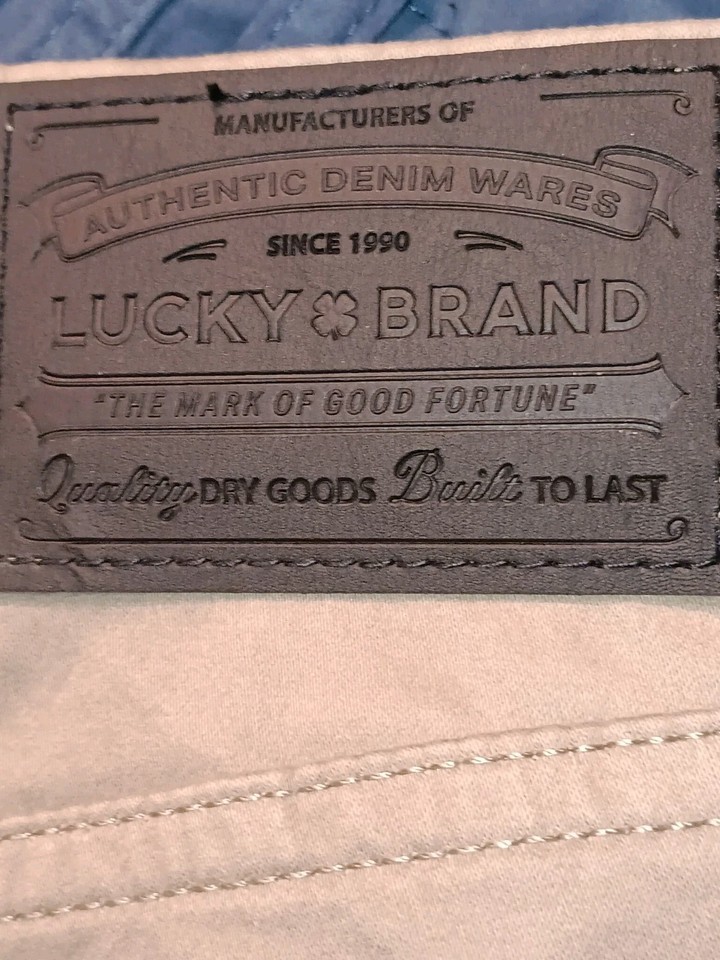 MANUFACTURERS OF
AUTHENTIC DENIM WARES
SINCE 1990
LUCKY BRAND
"THE MARK OF GOOD FORTUNE"
Quality DRY GOODS Built TO LAST